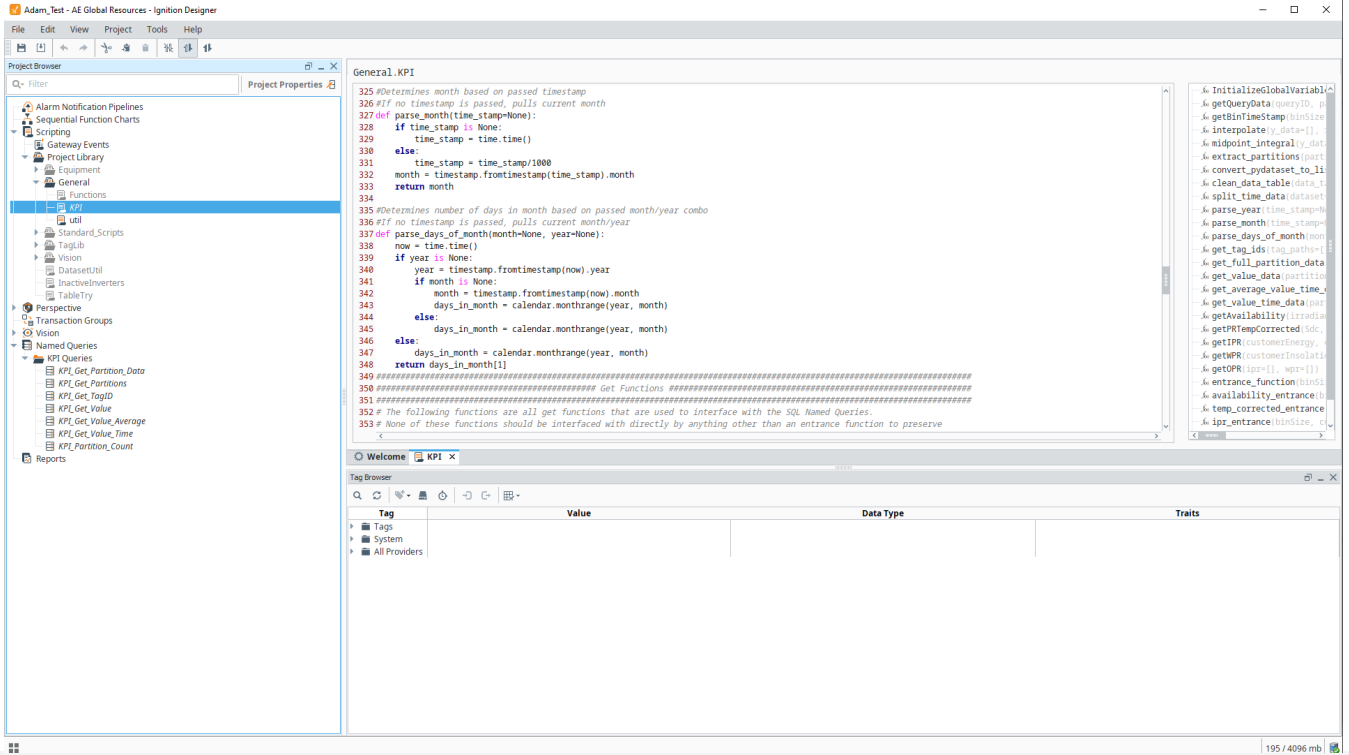 Adam_Test - AE Global Resources - Ignition Designer
File Edit View Project Tools Help
Project Browser
Filter
Project Properties
Alarm Notification Pipelines
Sequential Function Charts
Scripting
Gateway Events
Project Library
Equipment
General
Functions
KPI
util
Standard_Scripts
TagLib
Vision
DatasetUtil
InactiveInverters
TableTry
Perspective
Transaction Groups
Vision
Named Queries
KPI Queries
KPI_Get_Partition_Data
KPI_Get_Partitions
KPI_Get_TagID
KPI_Get_Value
KPI_Get_Value_Average
KPI_Get_Value_Time
KPI_Partition_Count
Reports
General.KPI
325 #Determines month based on passed timestamp
326 #If no timestamp is passed, pulls current month
327 def parse_month(time_stamp=None):
328 if time_stamp is None:
329 time_stamp = time.time()
330 else:
331 time_stamp = time_stamp/1000
332 month = timestamp.fromtimestamp(time_stamp).month
333 return month
334
335 #Determines number of days in month based on passed month/year combo
336 #If no timestamp is passed, pulls current month/year
337 def parse_days_of_month(month=None, year=None):
338 now = time.time()
339 if year is None:
340 year = timestamp.fromtimestamp(now).year
341 if month is None:
342 month = timestamp.fromtimestamp(now).month
343 days_in_month = calendar.monthrange(year, month)
344 else:
345 days_in_month = calendar.monthrange(year, month)
346 else:
347 days_in_month = calendar.monthrange(year, month)
348 return days_in_month[1]
349
350 Get Functions
351
352 # The following functions are all get functions that are used to interface with the SQL Named Queries.
353 # None of these functions should be interfaced with directly by anything other than an entrance function to preserve
InitializeGlobalVariable
getQueryData(queryID, p
getBinTimeStamp(binSize
interpolate(y_data=[],
midpoint_integral(y_dat
extract_partitions(part
convert_pydataset_to_li
clean_data_table(data_t
split_time_data(dataset
parse_year(time_stamp=N
parse_month(time_stamp=
parse_days_of_month(mon
get_tag_ids(tag_paths=[
get_full_partition_data
get_value_data(partitio
get_average_value_time_
get_value_time_data(par
getAvailability(irradia
getPRTempCorrected(Sdc,
getIPR(customerEnergy,
getWPR(customerInsolati
getOPR(ipr=[], wpr=[])
entrance_function(binSi
availability_entrance(b
temp_corrected_entrance
ipr_entrance(binSize, c
Welcome KPI
Tag Browser
Tag Value Data Type Traits
Tags
System
All Providers
195 / 4096 mb